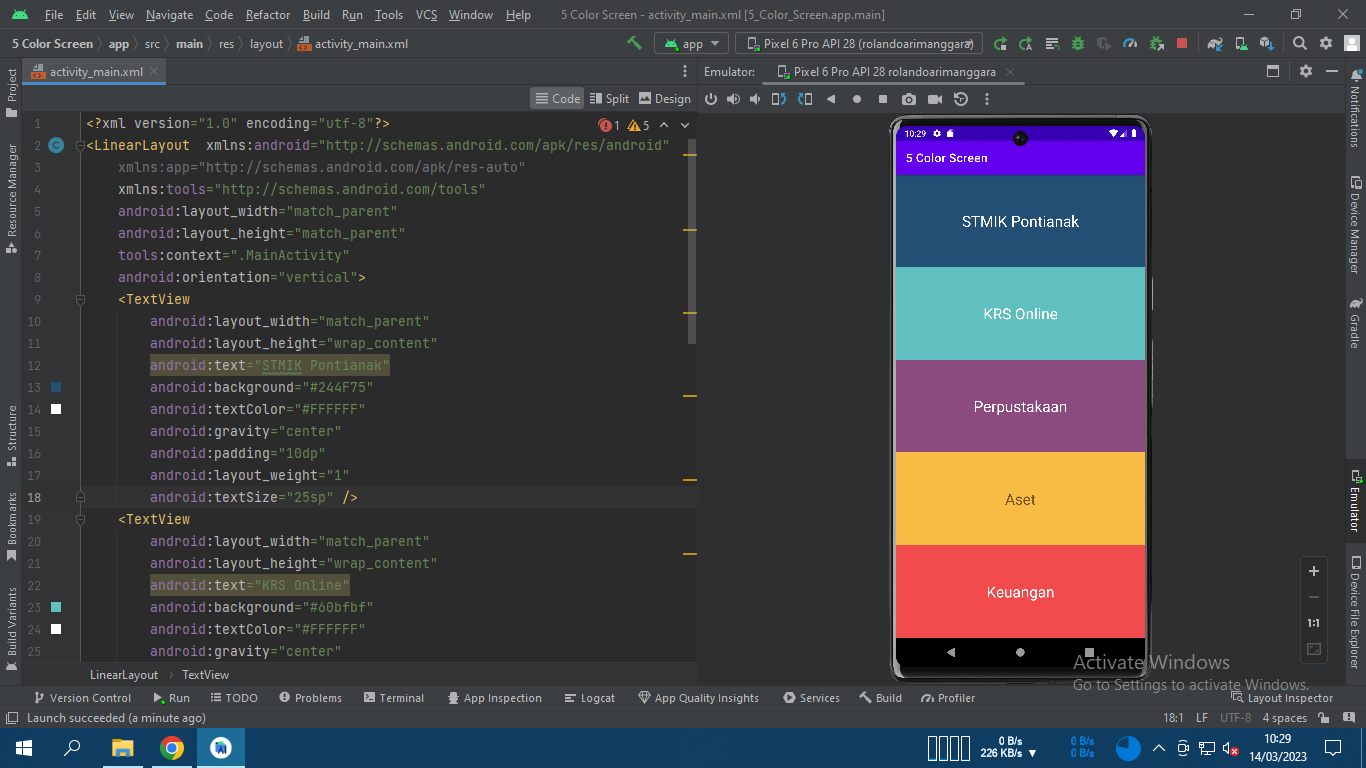 File Edit View Navigate Code Refactor Build Run Tools VCS Window Help 5 Color Screen - activity_main.xml [5_Color_Screen.app.main]
5 Color Screen app src main res layout activity_main.xml app Pixel 6 Pro API 28 (rolandoarimanggara)
activity_main.xml Emulator: Pixel 6 Pro API 28 rolandoarimanggara
Code Split Design
Project
Resource Manager
Structure
Bookmarks
Build Variants
1 <?xml version="1.0" encoding="utf-8"?> 1 5
2 C <LinearLayout xmlns:android="http://schemas.android.com/apk/res/android"
3 xmlns:app="http://schemas.android.com/apk/res-auto"
4 xmlns:tools="http://schemas.android.com/tools"
5 android:layout_width="match_parent"
6 android:layout_height="match_parent"
7 tools:context=".MainActivity"
8 android:orientation="vertical">
9 <TextView
10 android:layout_width="match_parent"
11 android:layout_height="wrap_content"
12 android:text="STMIK Pontianak"
13 android:background="#244F75"
14 android:textColor="#FFFFFF"
15 android:gravity="center"
16 android:padding="10dp"
17 android:layout_weight="1"
18 android:textSize="25sp" />
19 <TextView
20 android:layout_width="match_parent"
21 android:layout_height="wrap_content"
22 android:text="KRS Online"
23 android:background="#60bfbf"
24 android:textColor="#FFFFFF"
25 android:gravity="center"
LinearLayout TextView
10:29
5 Color Screen
STMIK Pontianak
KRS Online
Perpustakaan
Aset
Keuangan
1:1
Notifications
Device Manager
Gradle
Emulator
Device File Explorer
Activate Windows
Go to Settings to activate Windows.
Version Control Run TODO Problems Terminal App Inspection Logcat App Quality Insights Services Build Profiler Layout Inspector
Launch succeeded (a minute ago) 18:1 LF UTF-8 4 spaces
0 B/s 0 B/s 10:29
226 KB/s 0 B/s 14/03/2023